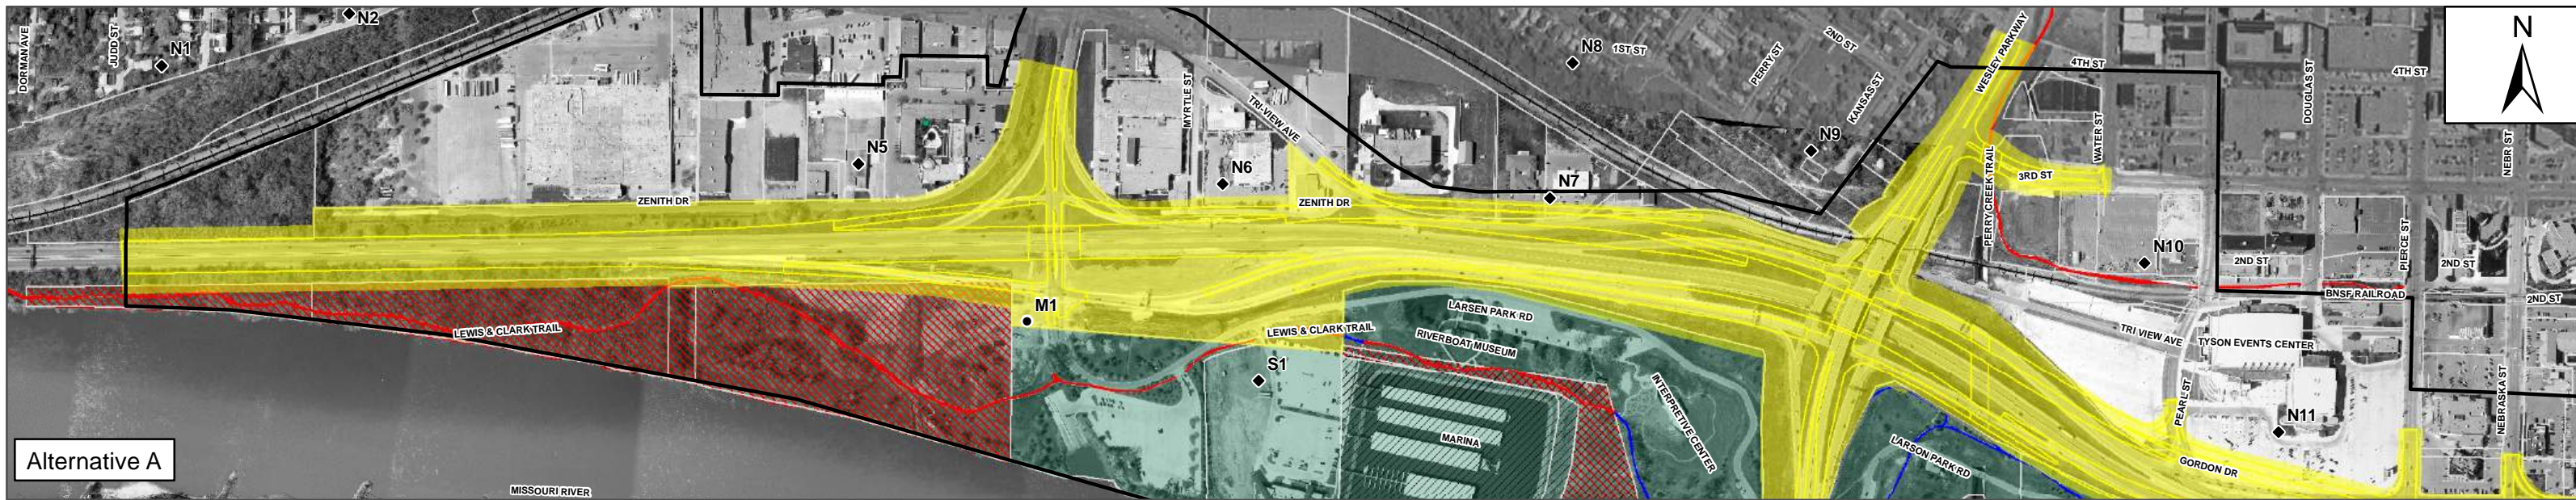 N2
DORMAN AVE
JUDD ST
N1
N8
1ST ST
2ND ST
WESLEY PARKWAY
N
PERRY ST
4TH ST
DOUGLAS ST
4TH ST
MYRTLE ST
TRI-VIEW AVE
KANSAS ST
N9
WATER ST
NEBR ST
N5
N6
N7
3RD ST
ZENITH DR
ZENITH DR
PERRY CREEK TRAIL
N10
PIERCE ST
2ND ST
2ND ST
BNSF RAILROAD
2ND ST
M1
LEWIS & CLARK TRAIL
LEWIS & CLARK TRAIL
LARSEN PARK RD
RIVERBOAT MUSEUM
TRI VIEW AVE
TYSON EVENTS CENTER
S1
INTERPRETIVE CENTER
PEARL ST
NEBRASKA ST
N11
MARINA
LARSON PARK RD
GORDON DR
Alternative A
MISSOURI RIVER